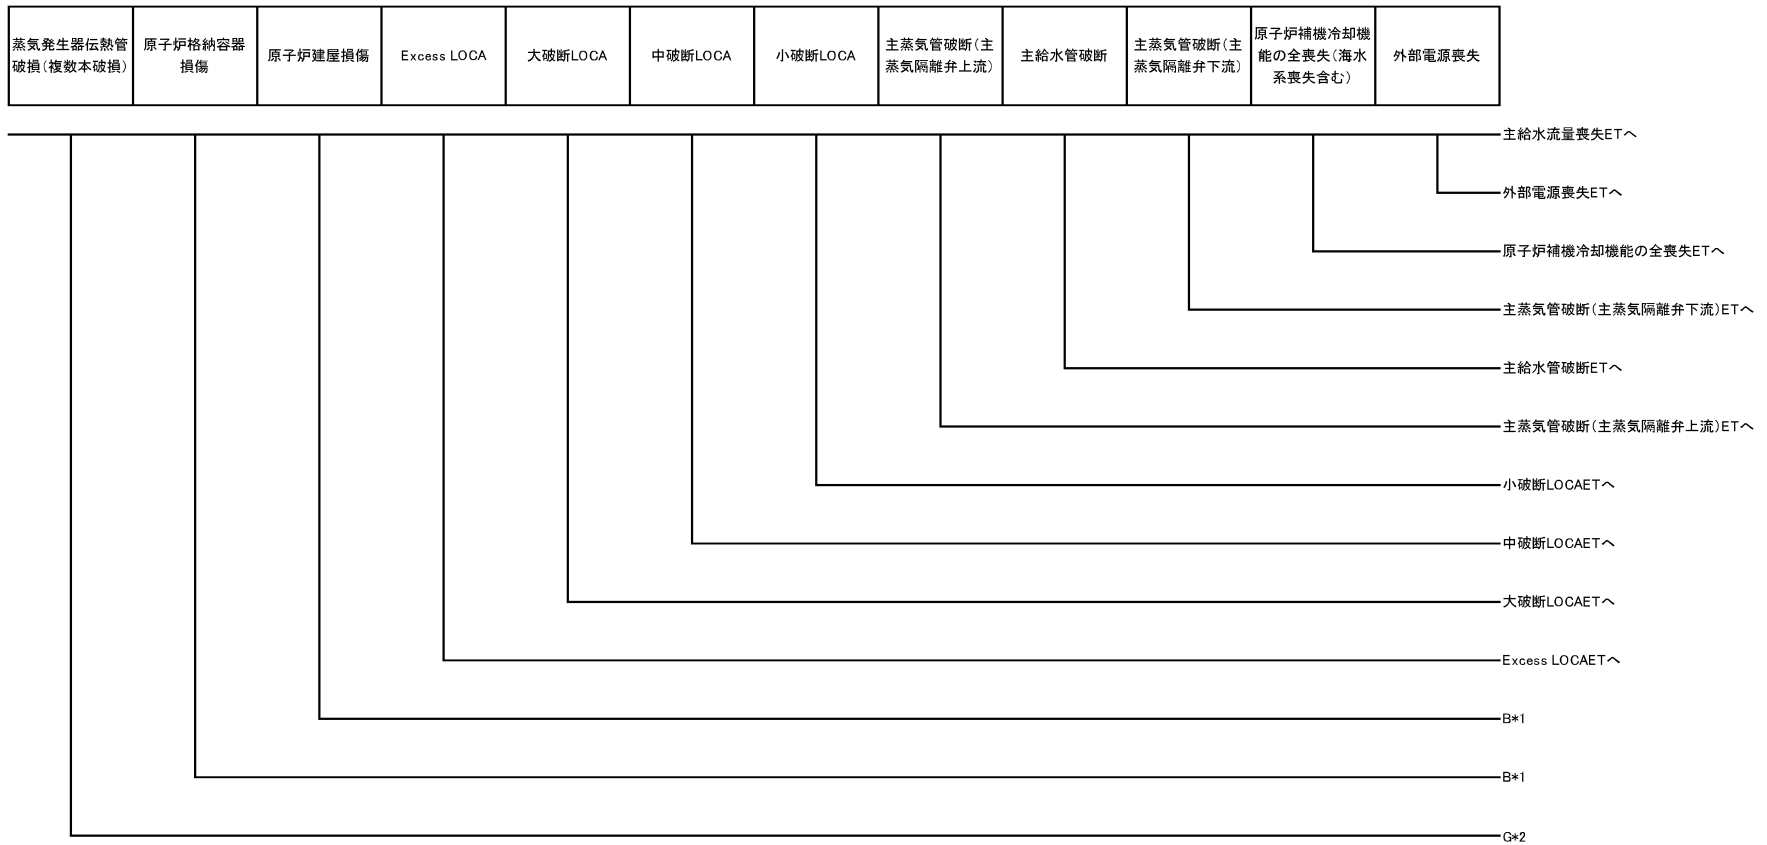 蒸気発生器伝熱管
破損（複数本破損）
原子炉格納容器
損傷
原子炉建屋損傷
Excess LOCA
大破断LOCA
中破断LOCA
小破断LOCA
主蒸気管破断（主
蒸気隔離弁上流）
主給水管破断
主蒸気管破断（主
蒸気隔離弁下流）
原子炉補機冷却機
能の全喪失（海水
系喪失含む）
外部電源喪失
主給水流量喪失ETへ
外部電源喪失ETへ
原子炉補機冷却機能の全喪失ETへ
主蒸気管破断（主蒸気隔離弁下流）ETへ
主給水管破断ETへ
主蒸気管破断（主蒸気隔離弁上流）ETへ
小破断LOCAETへ
中破断LOCAETへ
大破断LOCAETへ
Excess LOCAETへ
B*1
B*1
G*2